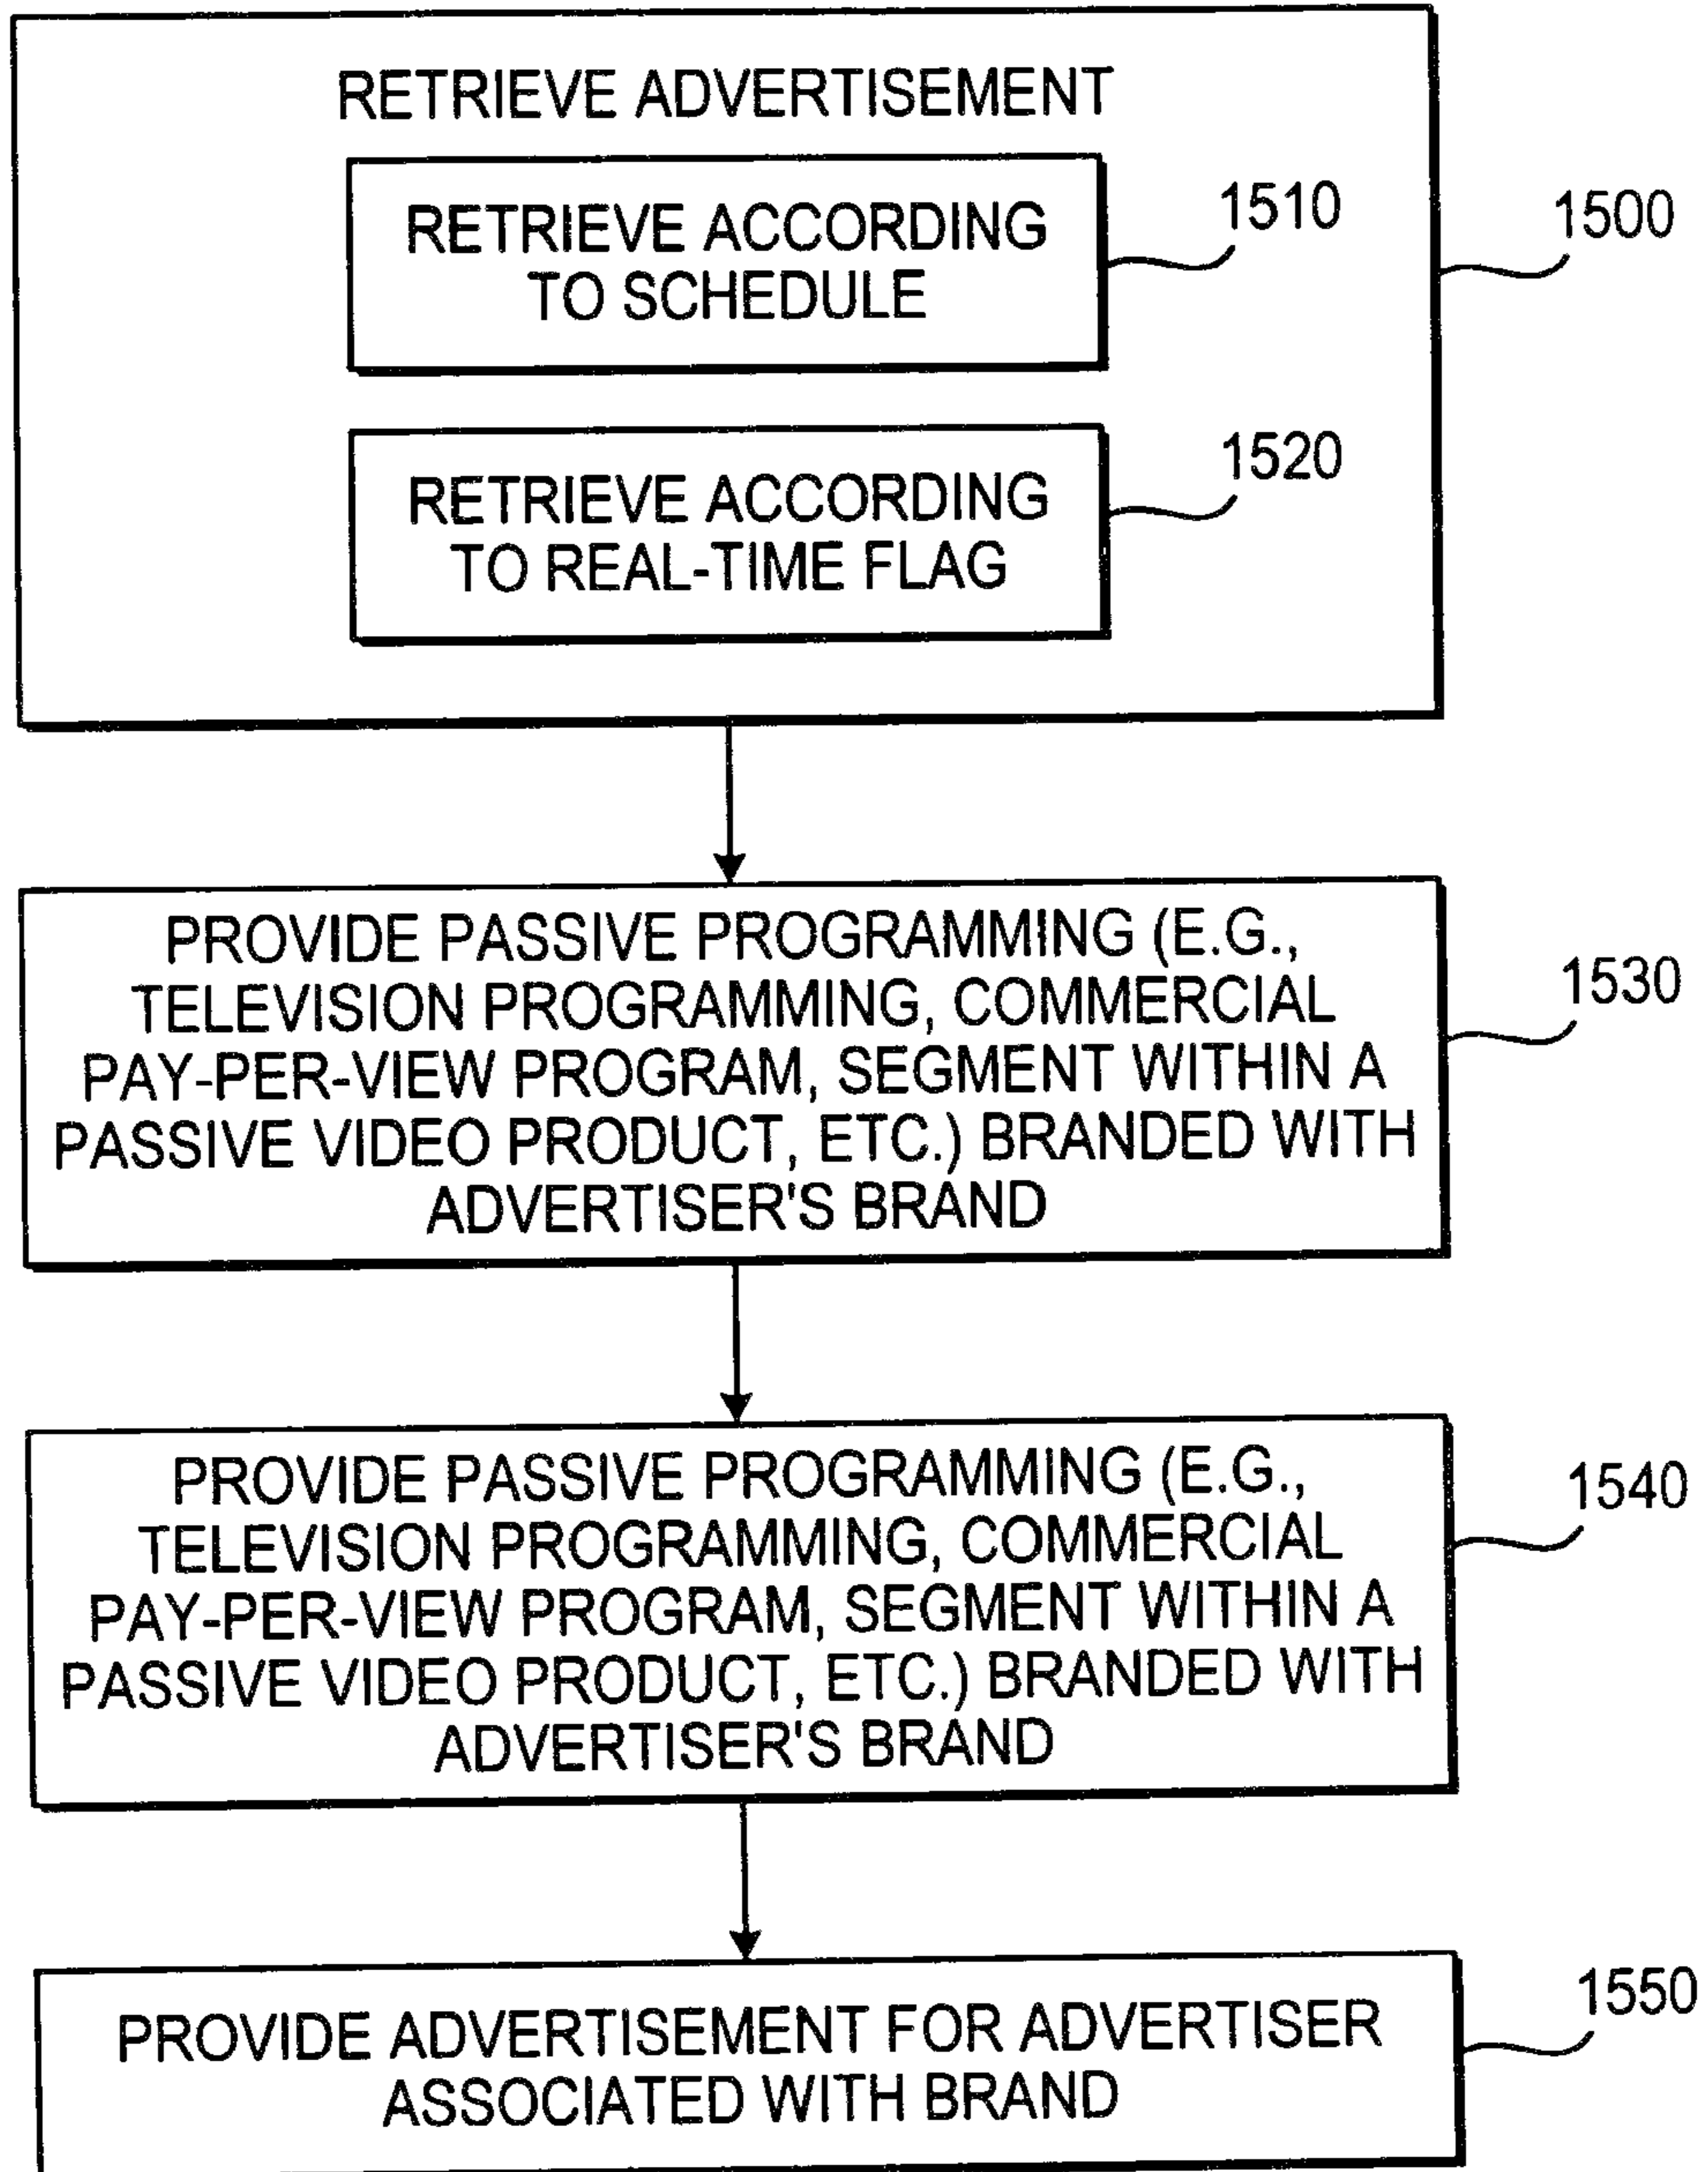 RETRIEVE ADVERTISEMENT
RETRIEVE ACCORDING
TO SCHEDULE
1510
1500
RETRIEVE ACCORDING
TO REAL-TIME FLAG
1520
PROVIDE PASSIVE PROGRAMMING (E.G.,
TELEVISION PROGRAMMING, COMMERCIAL
PAY-PER-VIEW PROGRAM, SEGMENT WITHIN A
PASSIVE VIDEO PRODUCT, ETC.) BRANDED WITH
ADVERTISER'S BRAND
1530
PROVIDE PASSIVE PROGRAMMING (E.G.,
TELEVISION PROGRAMMING, COMMERCIAL
PAY-PER-VIEW PROGRAM, SEGMENT WITHIN A
PASSIVE VIDEO PRODUCT, ETC.) BRANDED WITH
ADVERTISER'S BRAND
1540
PROVIDE ADVERTISEMENT FOR ADVERTISER
ASSOCIATED WITH BRAND
1550